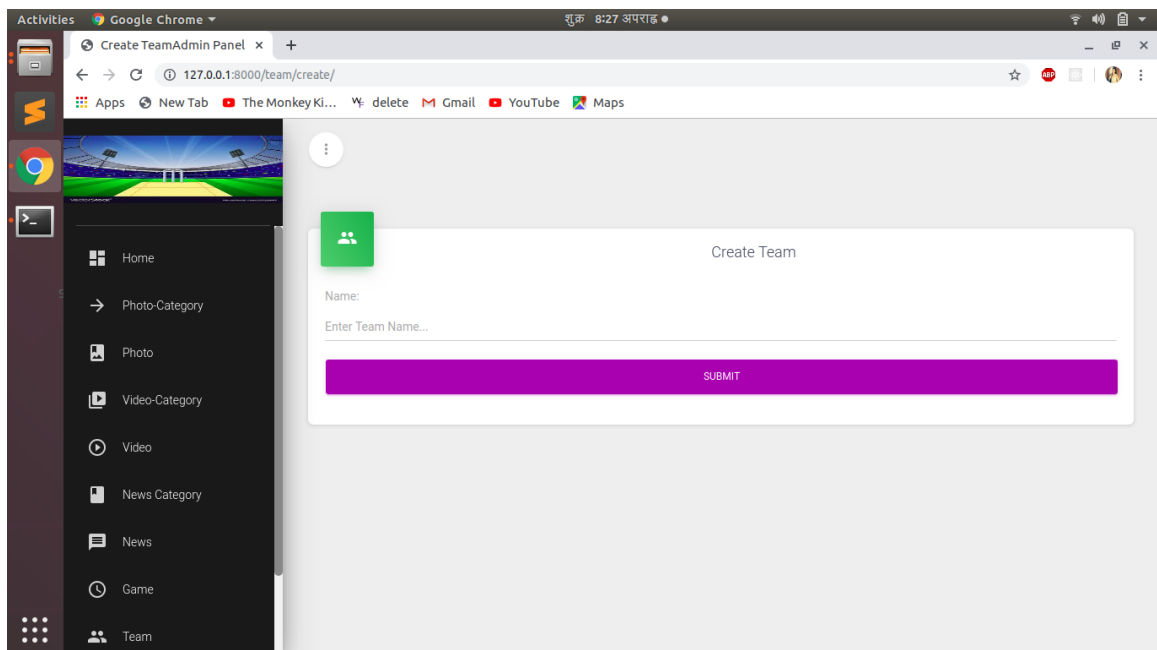 Activities Google Chrome शुक्र 8:27 अपराह्न
Create TeamAdmin Panel
127.0.0.1:8000/team/create/
ABP
Apps New Tab The Monkey Ki... delete Gmail YouTube Maps
Create Team
Home
Name:
Photo-Category
Enter Team Name...
Photo
SUBMIT
Video-Category
Video
News Category
News
Game
Team